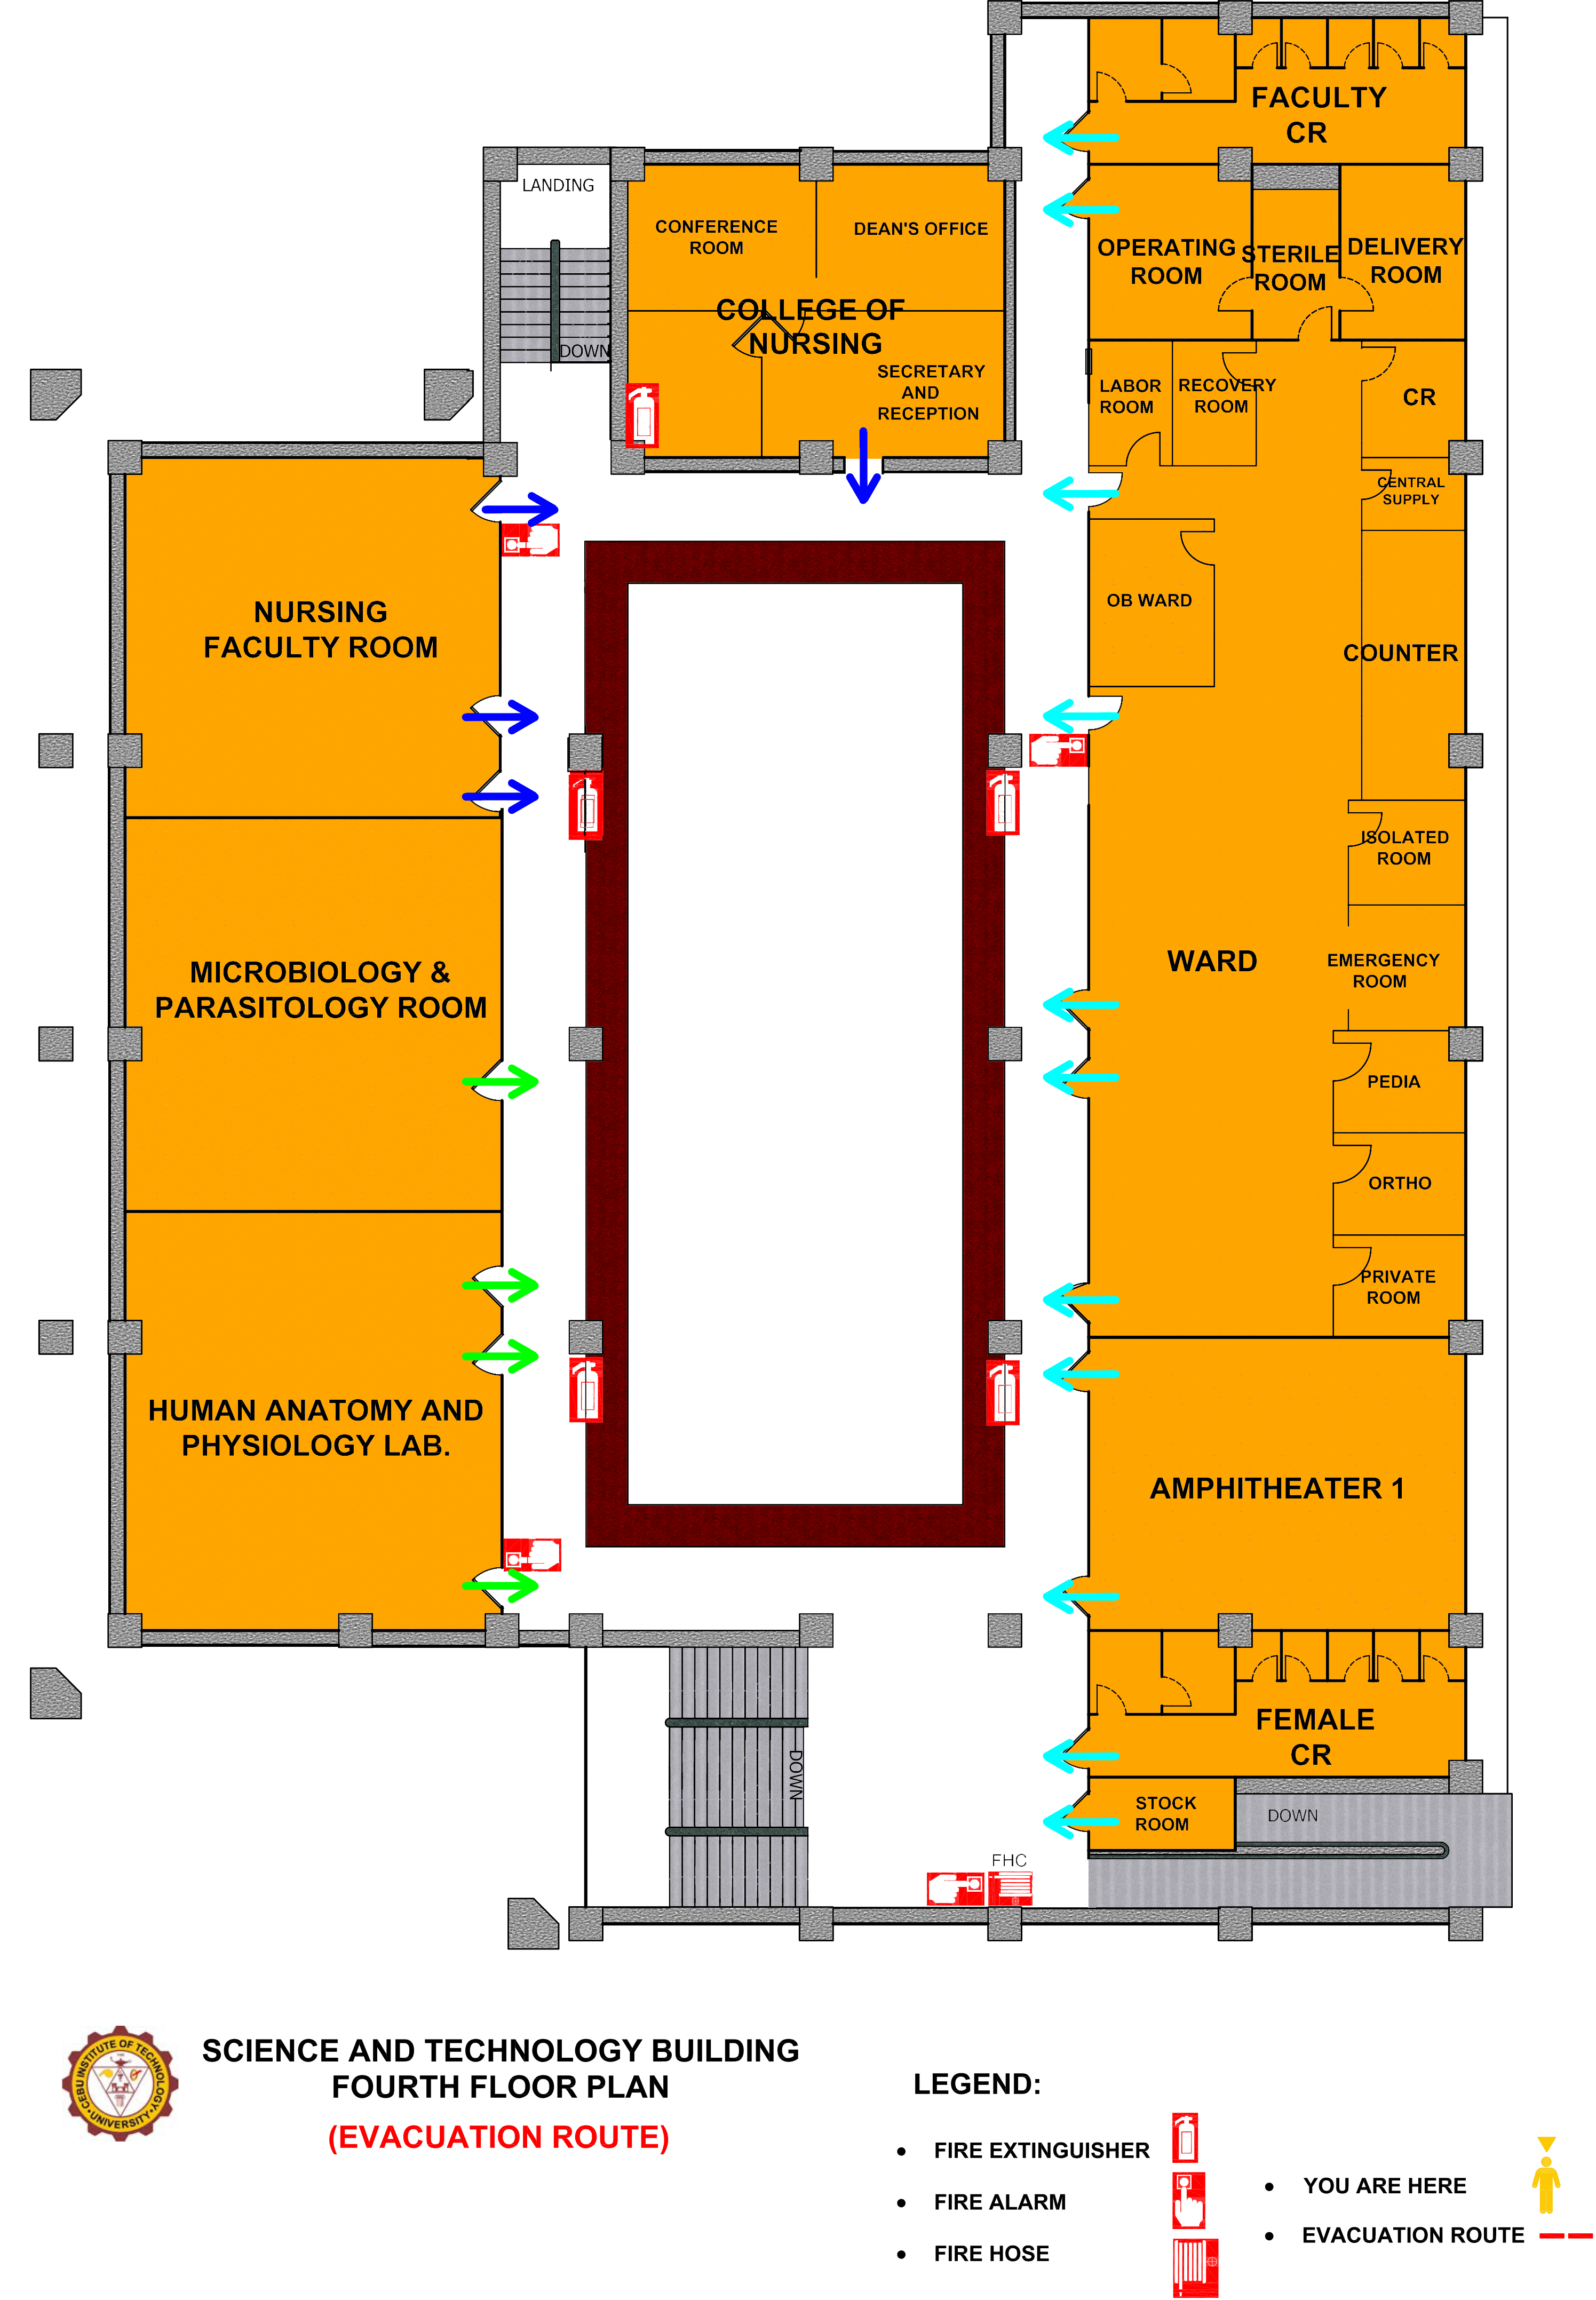 FACULTY
CR
LANDING
CONFERENCE
ROOM
DEAN'S OFFICE
OPERATING
ROOM
STERILE
ROOM
DELIVERY
ROOM
COLLEGE OF
NURSING
DOWN
SECRETARY
AND
RECEPTION
LABOR
ROOM
RECOVERY
ROOM
CR
CENTRAL
SUPPLY
NURSING
FACULTY ROOM
OB WARD
COUNTER
ISOLATED
ROOM
MICROBIOLOGY &
PARASITOLOGY ROOM
WARD
EMERGENCY
ROOM
PEDIA
ORTHO
PRIVATE
ROOM
HUMAN ANATOMY AND
PHYSIOLOGY LAB.
AMPHITHEATER 1
FEMALE
CR
DOWN
STOCK
ROOM
DOWN
FHC
CEBU INSTITUTE OF TECHNOLOGY
UNIVERSITY
SCIENCE AND TECHNOLOGY BUILDING
FOURTH FLOOR PLAN
(EVACUATION ROUTE)
LEGEND:
• FIRE EXTINGUISHER
• FIRE ALARM
• FIRE HOSE
• YOU ARE HERE
• EVACUATION ROUTE